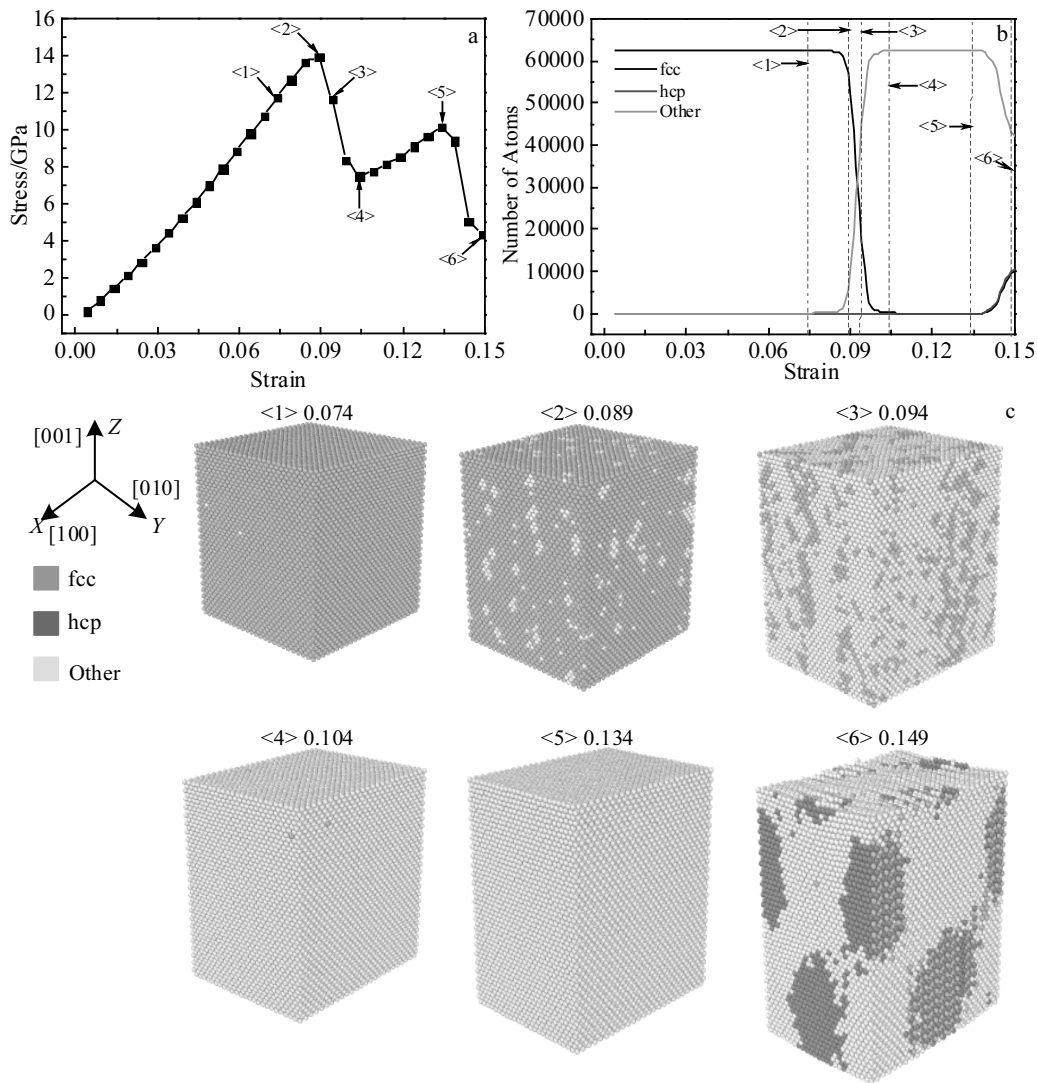 a
16
14
12
10
8
6
4
2
0
Stress/GPa
<1>
<2>
<3>
<4>
<5>
<6>
0.00 0.03 0.06 0.09 0.12 0.15
Strain
b
70000
60000
50000
40000
30000
20000
10000
0
Number of Atoms
fcc
hcp
Other
<1>
<2>
<3>
<4>
<5>
<6>
0.00 0.03 0.06 0.09 0.12 0.15
Strain
c
[001] Z
[010]
X [100] Y
fcc
hcp
Other
<1> 0.074
<2> 0.089
<3> 0.094
<4> 0.104
<5> 0.134
<6> 0.149